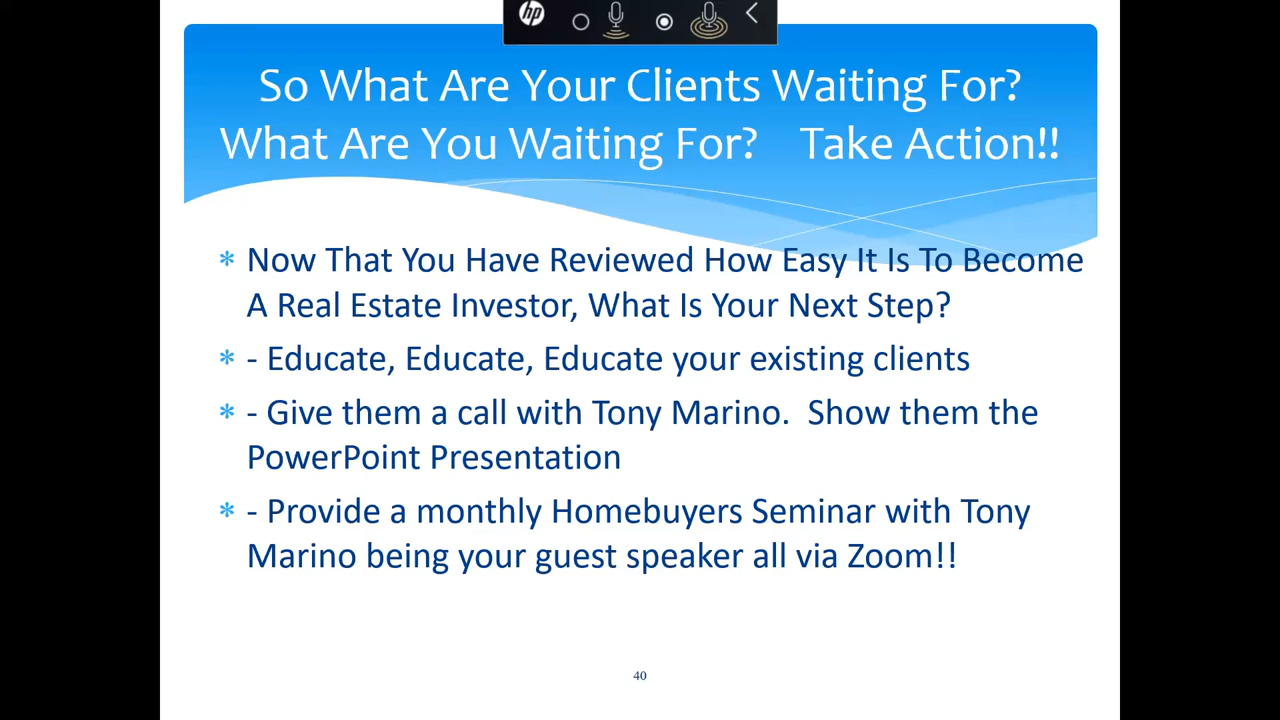 hp
So What Are Your Clients Waiting For?
What Are You Waiting For? Take Action!!
* Now That You Have Reviewed How Easy It Is To Become
A Real Estate Investor, What Is Your Next Step?
* - Educate, Educate, Educate your existing clients
* - Give them a call with Tony Marino. Show them the
PowerPoint Presentation
* - Provide a monthly Homebuyers Seminar with Tony
Marino being your guest speaker all via Zoom!!
40